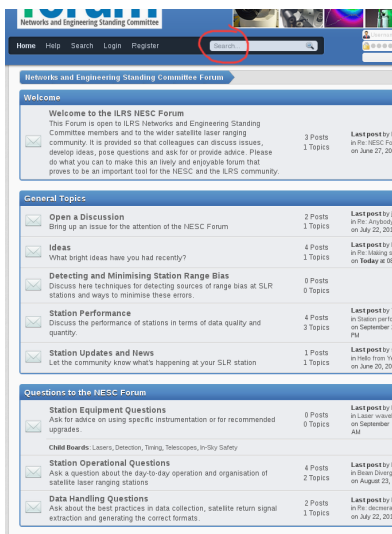 forum
Networks and Engineering Standing Committee
Home Help Search Login Register Search...
Networks and Engineering Standing Committee Forum
Welcome
Welcome to the ILRS NESC Forum
This Forum is open to ILRS Networks and Engineering Standing
Committee members and to the wider satellite laser ranging
community. It is provided so that colleagues can discuss issues,
develop ideas, pose questions and ask for or provide advice. Please
do what you can to make this an lively and enjoyable forum that
proves to be an important tool for the NESC and the ILRS community.
3 Posts
1 Topics
Last post by
in Re: NESC Fo
on June 27, 20
General Topics
Open a Discussion
Bring up an issue for the attention of the NESC Forum
2 Posts
1 Topics
Last post by
in Re: Anybody
on July 22, 201
Ideas
What bright ideas have you had recently?
4 Posts
1 Topics
Last post by
in Re: Making s
on Today at 08
Detecting and Minimising Station Range Bias
Discuss here techniques for detecting sources of range bias at SLR
stations and ways to minimise these errors.
0 Posts
0 Topics
Station Performance
Discuss the performance of stations in terms of data quality and
quantity.
4 Posts
3 Topics
Last post by
in Station perfo
on September
PM
Station Updates and News
Let the community know what's happening at your SLR station
1 Posts
1 Topics
Last post by
in Hello from Y
on June 20, 20
Questions to the NESC Forum
Station Equipment Questions
Ask for advice on using specific instrumentation or for recommended
upgrades.
0 Posts
0 Topics
Last post by
in Laser wave
on September
AM
Child Boards: Lasers, Detection, Timing, Telescopes, In-Sky Safety
Station Operational Questions
Ask a question about the day-to-day operation and organisation of
satellite laser ranging stations
4 Posts
2 Topics
Last post by
in Beam Diverg
on August 23,
Data Handling Questions
Ask about the best practices in data collection, satellite return signal
extraction and generating the correct formats.
2 Posts
1 Topics
Last post by
in Re: decmera
on July 22, 201